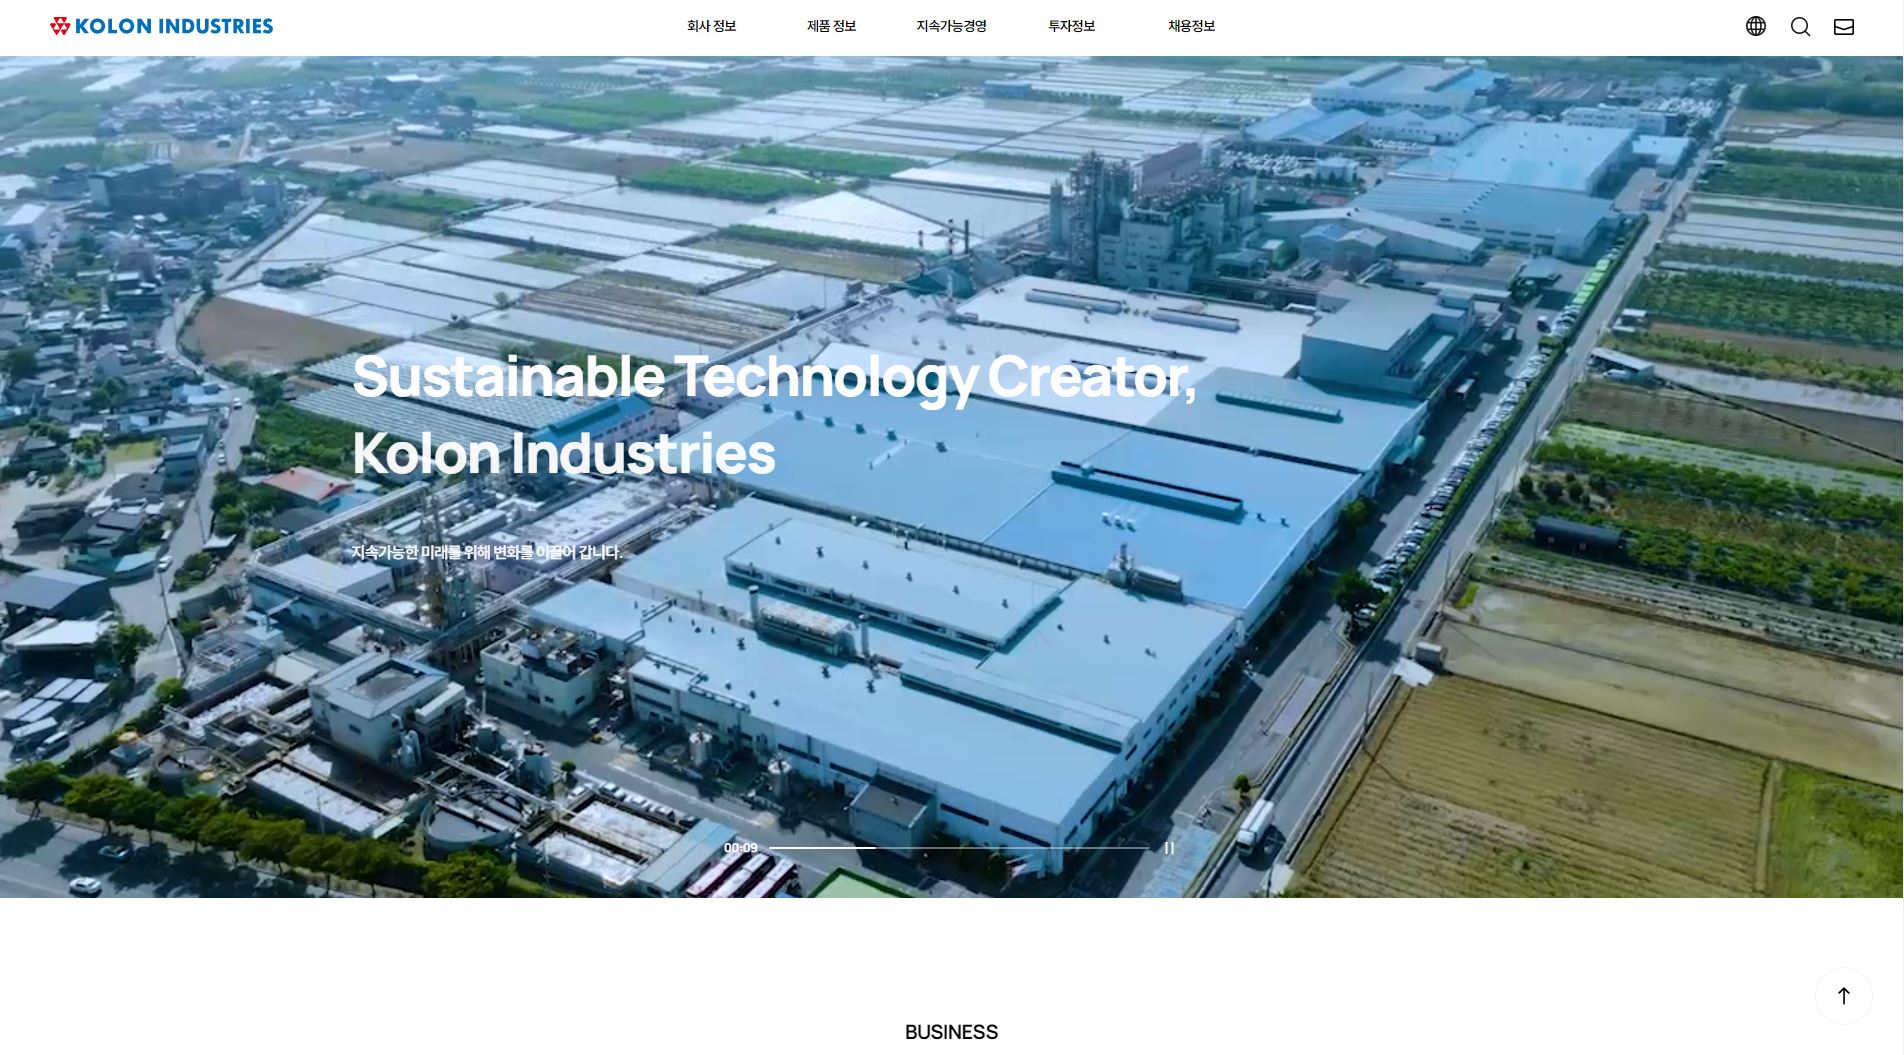 KOLON INDUSTRIES
회사 정보
제품 정보
지속가능경영
투자정보
채용정보
Sustainable Technology Creator,
Kolon Industries
지속가능한 미래를 위해 변화를 이끌어 갑니다.
00:09
BUSINESS